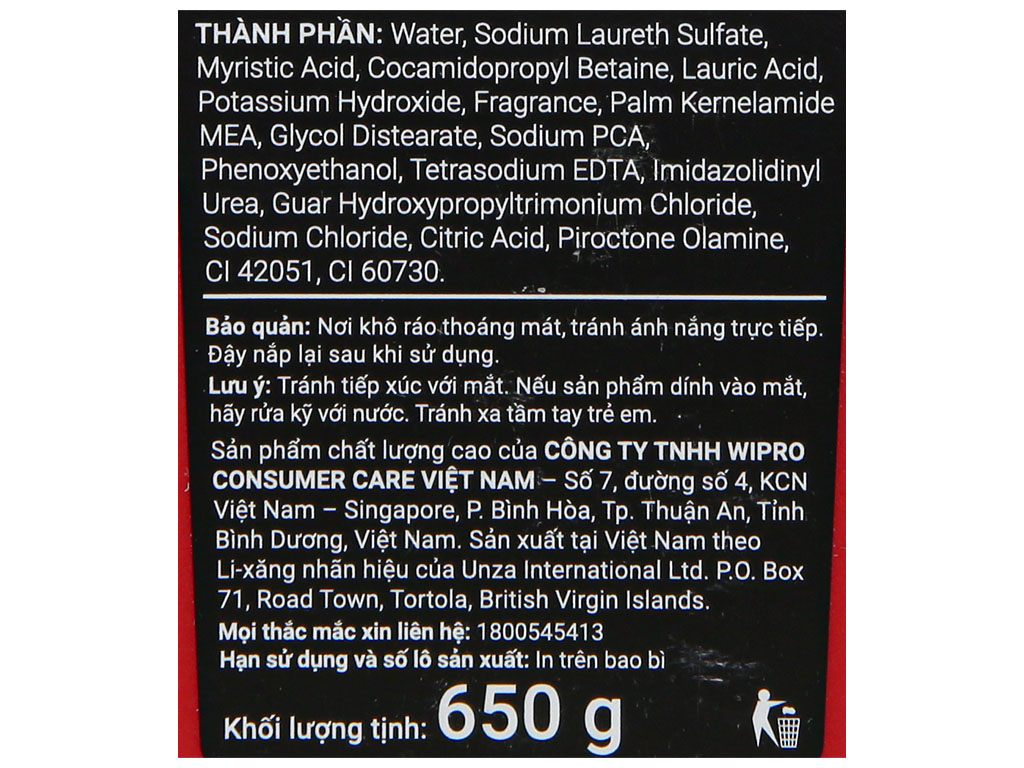 THÀNH PHẦN: Water, Sodium Laureth Sulfate,
Myristic Acid, Cocamidopropyl Betaine, Lauric Acid,
Potassium Hydroxide, Fragrance, Palm Kernelamide
MEA, Glycol Distearate, Sodium PCA,
Phenoxyethanol, Tetrasodium EDTA, Imidazolidinyl
Urea, Guar Hydroxypropyltrimonium Chloride,
Sodium Chloride, Citric Acid, Piroctone Olamine,
CI 42051, CI 60730.
Bảo quản: Nơi khô ráo thoáng mát, tránh ánh nắng trực tiếp.
Đậy nắp lại sau khi sử dụng.
Lưu ý: Tránh tiếp xúc với mắt. Nếu sản phẩm dính vào mắt,
hãy rửa kỹ với nước. Tránh xa tầm tay trẻ em.
Sản phẩm chất lượng cao của CÔNG TY TNHH WIPRO
CONSUMER CARE VIỆT NAM – Số 7, đường số 4, KCN
Việt Nam – Singapore, P. Bình Hòa, Tp. Thuận An, Tỉnh
Bình Dương, Việt Nam. Sản xuất tại Việt Nam theo
Li-xăng nhãn hiệu của Unza International Ltd. P.O. Box
71, Road Town, Tortola, British Virgin Islands.
Mọi thắc mắc xin liên hệ: 1800545413
Hạn sử dụng và số lô sản xuất: In trên bao bì
Khối lượng tịnh: 650 g